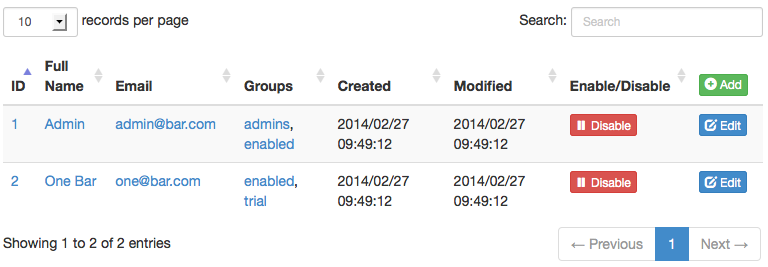 10 records per page Search: Search
ID Full Name Email Groups Created Modified Enable/Disable Add
1 Admin admin@bar.com admins, enabled 2014/02/27 09:49:12 2014/02/27 09:49:12 Disable Edit
2 One Bar one@bar.com enabled, trial 2014/02/27 09:49:12 2014/02/27 09:49:12 Disable Edit
Showing 1 to 2 of 2 entries ← Previous 1 Next →